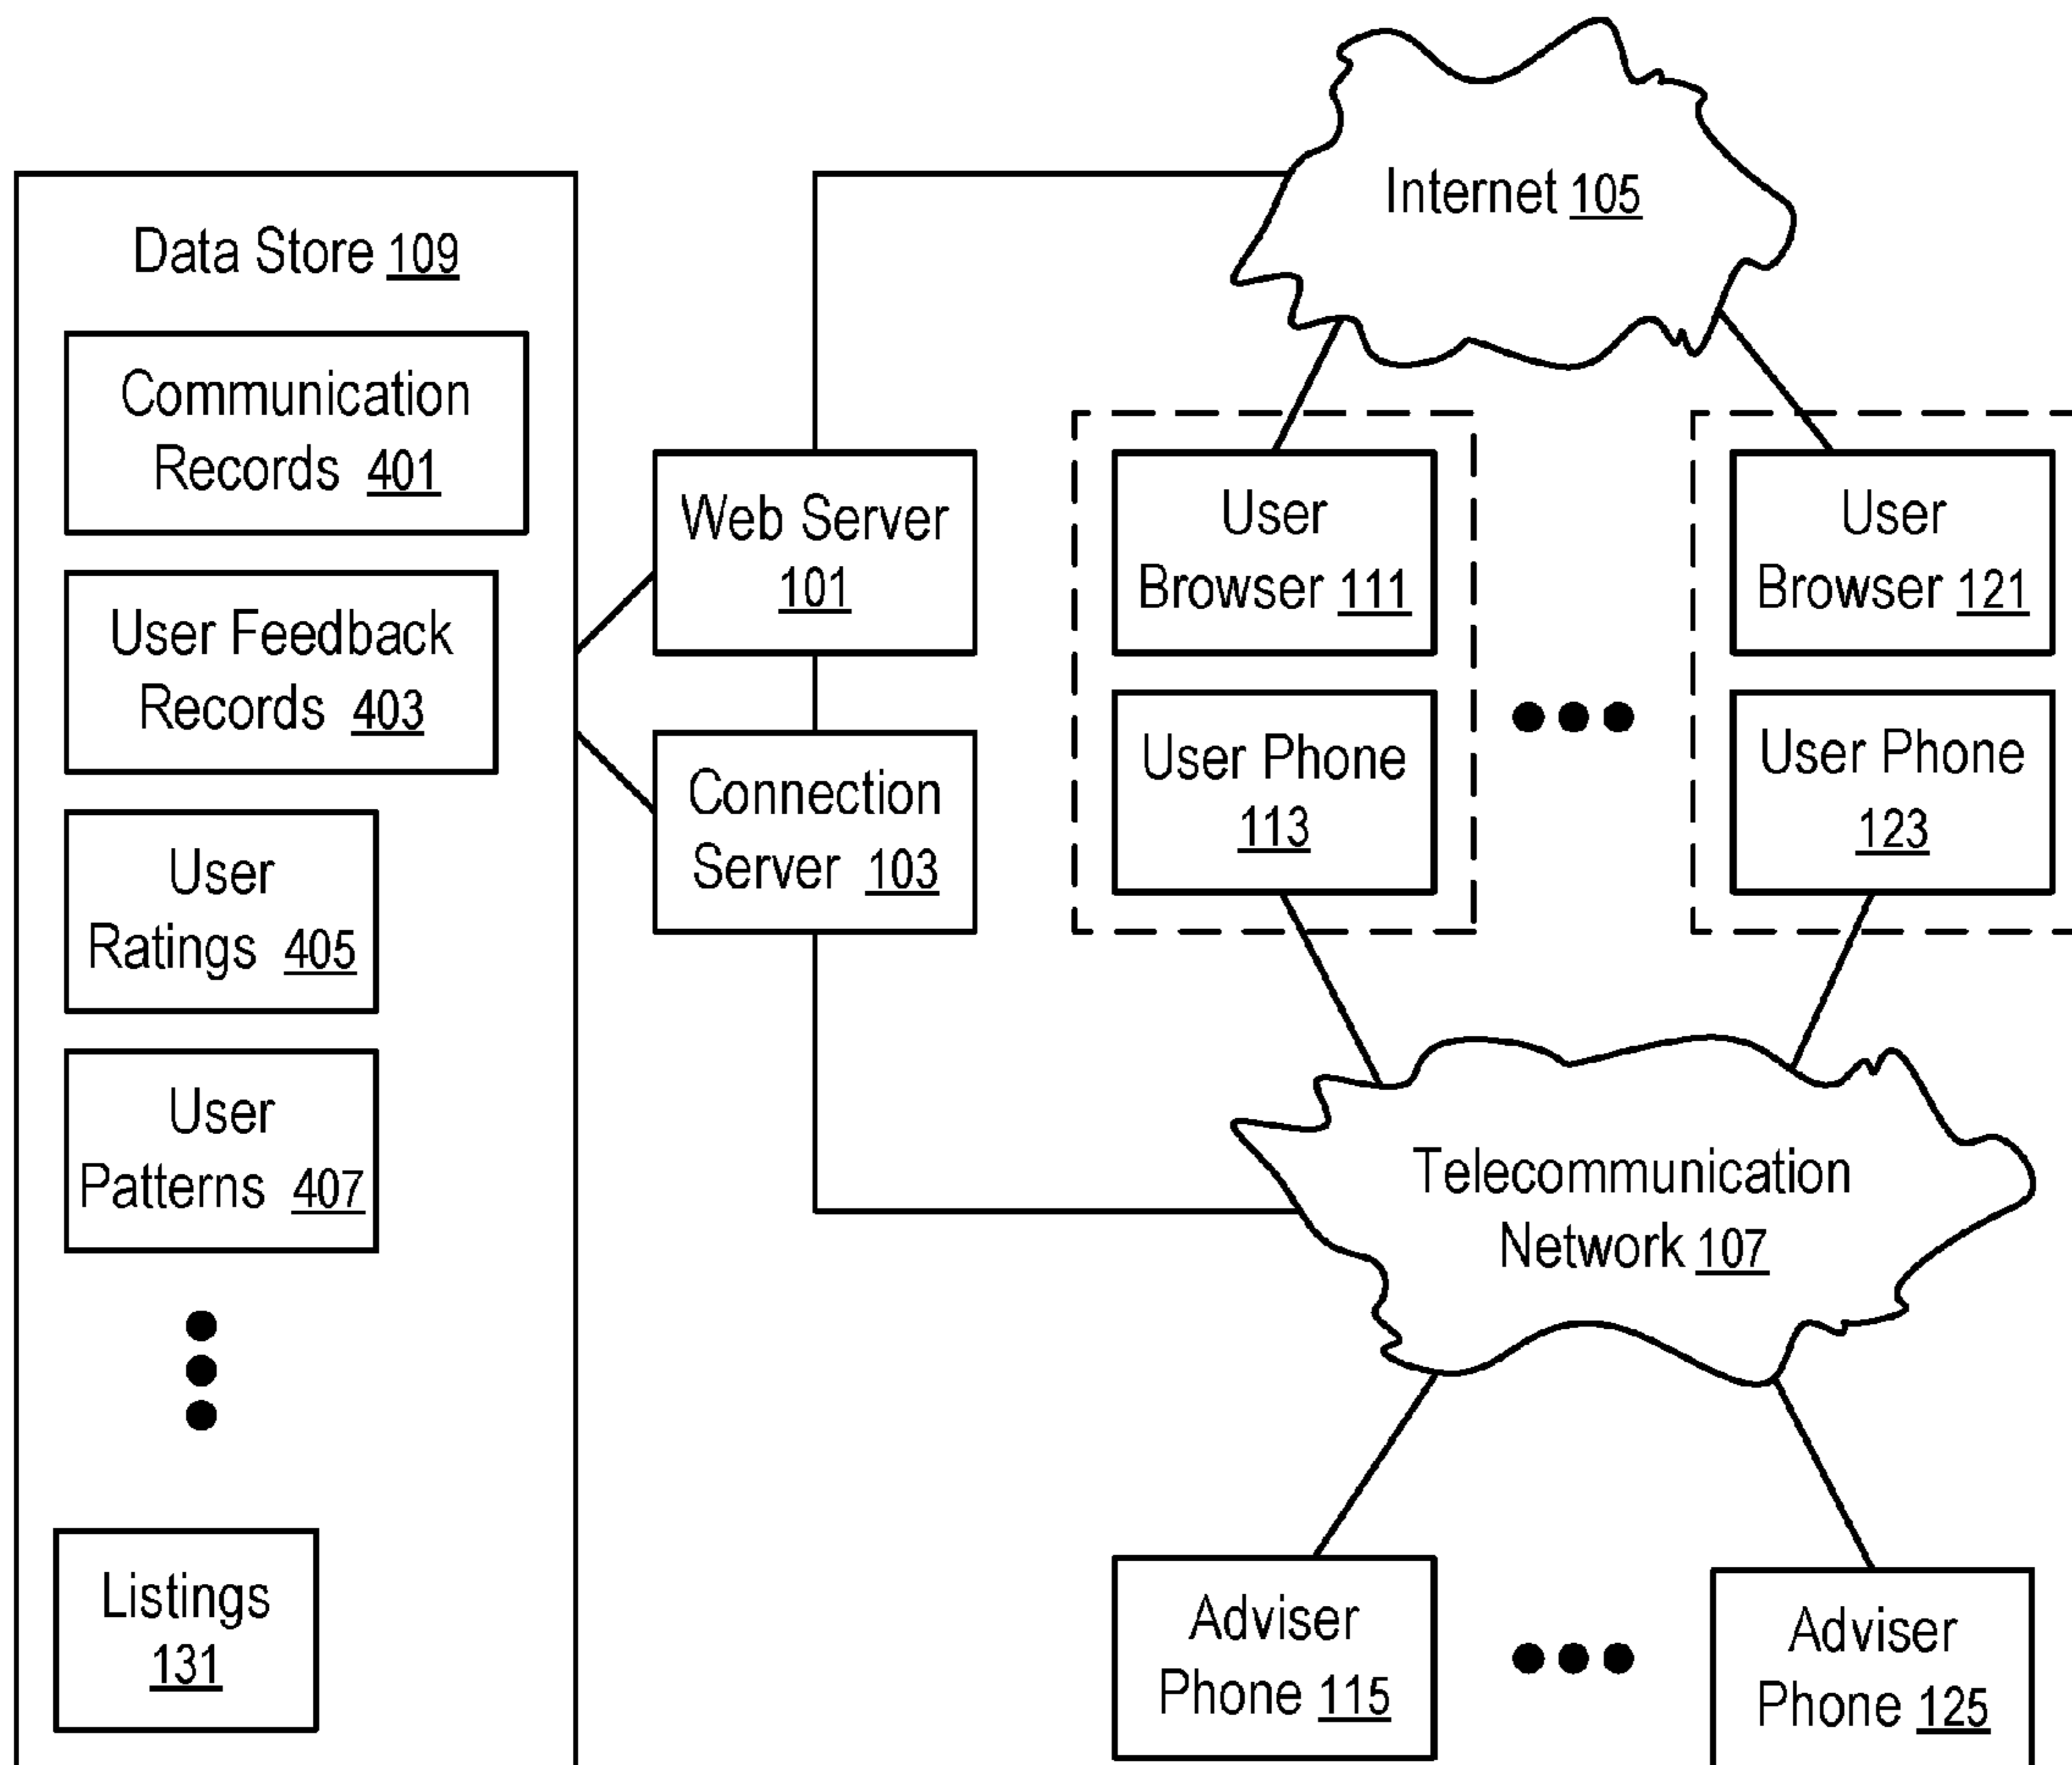 Data Store 109
Communication
Records 401
User Feedback
Records 403
User
Ratings 405
User
Patterns 407
Listings
131
Web Server
101
Connection
Server 103
Internet 105
User
Browser 111
User Phone
113
User
Browser 121
User Phone
123
Telecommunication
Network 107
Adviser
Phone 115
Adviser
Phone 125